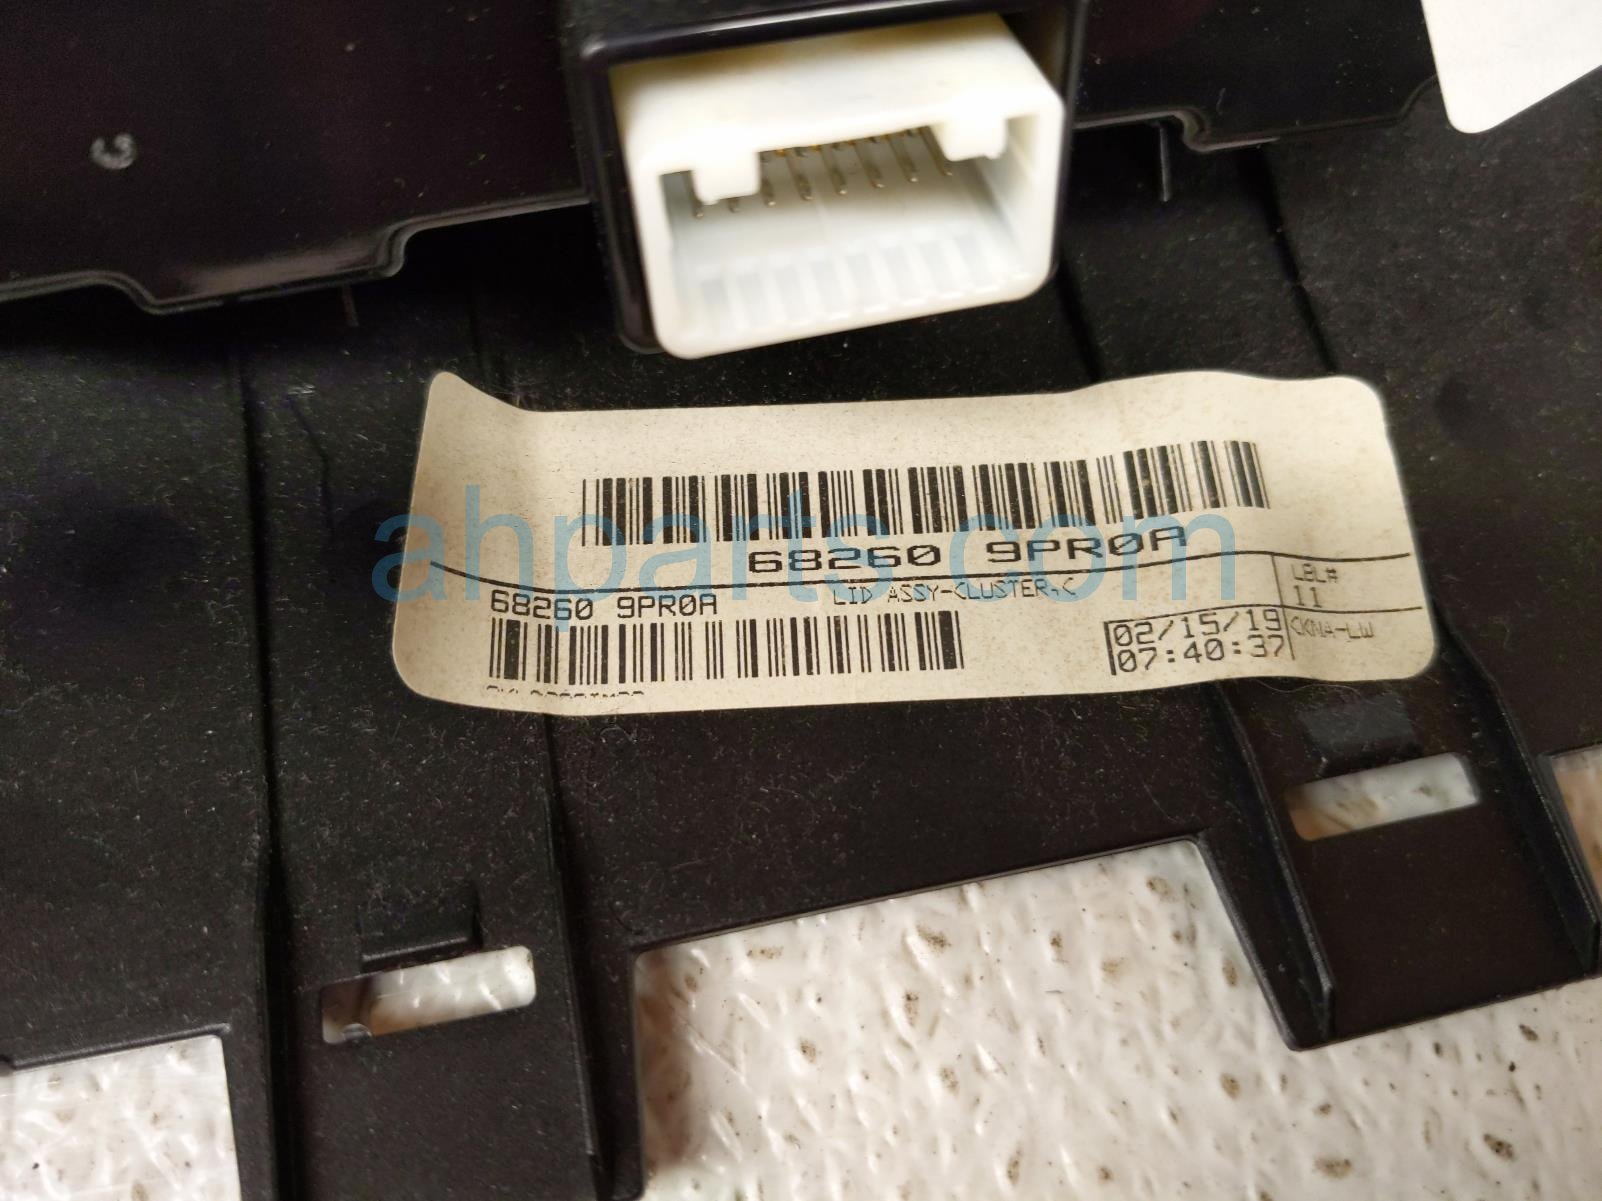 68260 9PR0A
68260 9PR0A
LID ASSY-CLUSTER,C
LBL#
11
02/15/19
07:40:37
CKNA-LW
ahparts.com